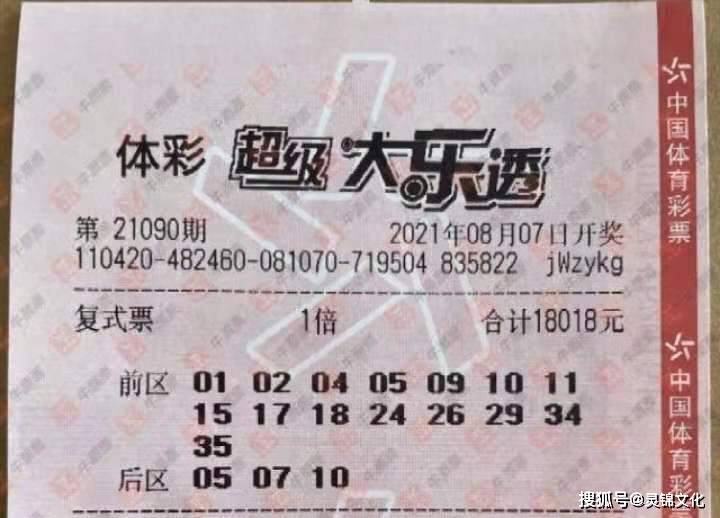 体彩 超级大乐透
第 21090期 2021年08月07日开奖
110420-482460-081070-719504 835822 jWzykg
复式票 1倍 合计18018元
前区 01 02 04 05 09 10 11
15 17 18 24 26 29 34
35
后区 05 07 10
中国体育彩票
中国体育彩
搜狐号@灵锦文化